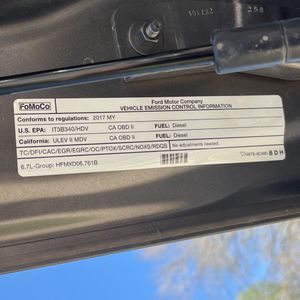 FoMoCo
Ford Motor Company
VEHICLE EMISSION CONTROL INFORMATION
Conforms to regulations: 2017 MY
U.S. EPA: IT3B340/HDV CA OBD II FUEL: Diesel
California: ULEV II MDV CA OBD II FUEL: Diesel
TC/DFI/CAC/EGR/EGRC/OC/PTOX/SCRC/NOXS/RDQS No adjustments needed.
6.7L-Group: HFMXD06.761B
BDH